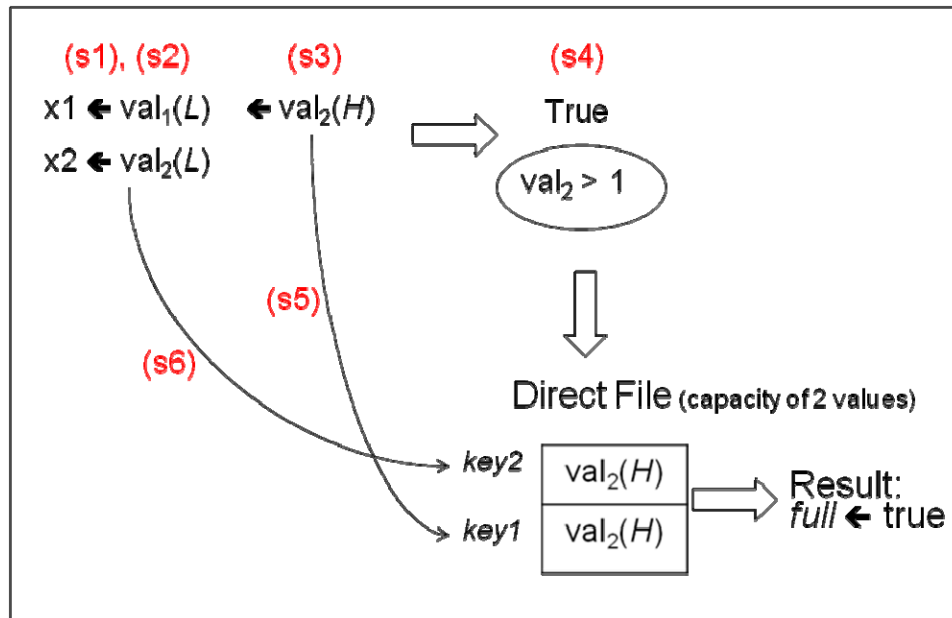 (s1), (s2) (s3) (s4)
x1 🡸 val₁(L) 🡸 val₂(H) True
x2 🡸 val₂(L) val₂ > 1
(s5)
(s6)
Direct File (capacity of 2 values)
key2 val₂(H) Result:
key1 val₂(H) full 🡸 true